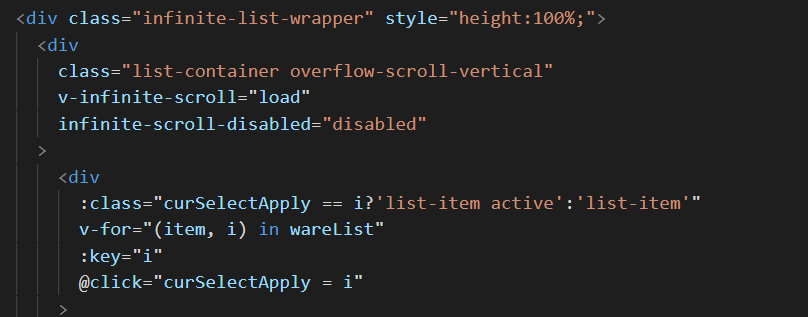 <div class="infinite-list-wrapper" style="height:100%;">
<div
class="list-container overflow-scroll-vertical"
v-infinite-scroll="load"
infinite-scroll-disabled="disabled"
>
<div
:class="curSelectApply == i?'list-item active':'list-item'"
v-for="(item, i) in wareList"
:key="i"
@click="curSelectApply = i"
>